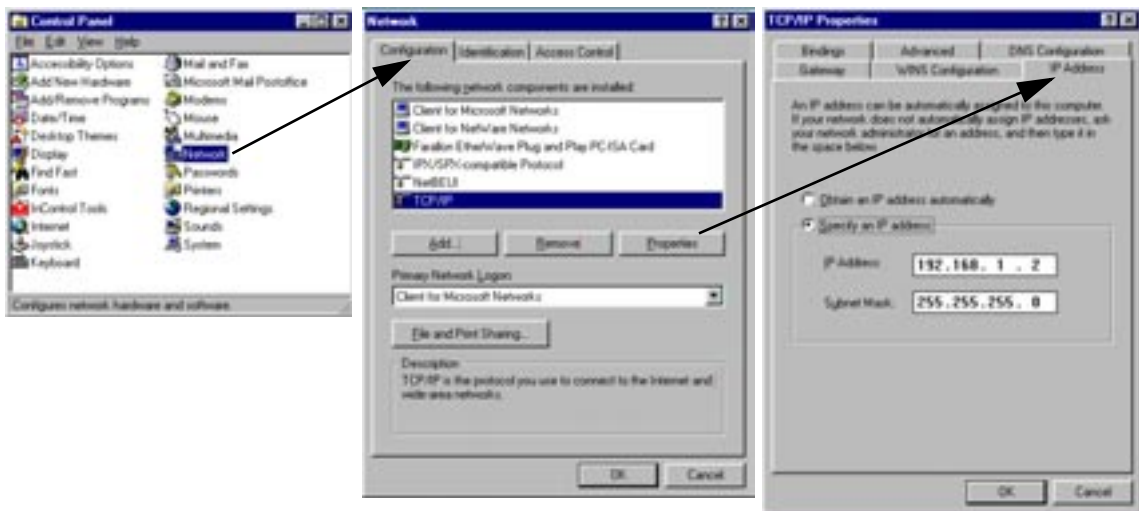 Control Panel
File Edit View Help
Accessibility Options
Add New Hardware
Add/Remove Programs
Date/Time
Desktop Themes
Display
Find Fast
Fonts
InControl Tools
Internet
Joystick
Keyboard
Mail and Fax
Microsoft Mail Postoffice
Modems
Mouse
Multimedia
Network
Passwords
Printers
Regional Settings
Sounds
System
Configures network hardware and software.
Network
Configuration Identification Access Control
The following network components are installed:
Client for Microsoft Networks
Client for NetWare Networks
Farallon EtherWave Plug and Play PC-ISA Card
IPX/SPX-compatible Protocol
NetBEUI
TCP/IP
Add... Remove Properties
Primary Network Logon:
Client for Microsoft Networks
File and Print Sharing...
Description
TCP/IP is the protocol you use to connect to the Internet and
wide area networks.
OK Cancel
TCP/IP Properties
Bindings Advanced DNS Configuration
Gateway WINS Configuration IP Address
An IP address can be automatically assigned to this computer.
If your network does not automatically assign IP addresses, ask
your network administrator for an address, and then type it in
the space below.
Obtain an IP address automatically
Specify an IP address:
IP Address: 192.168. 1 . 2
Subnet Mask: 255.255.255. 0
OK Cancel